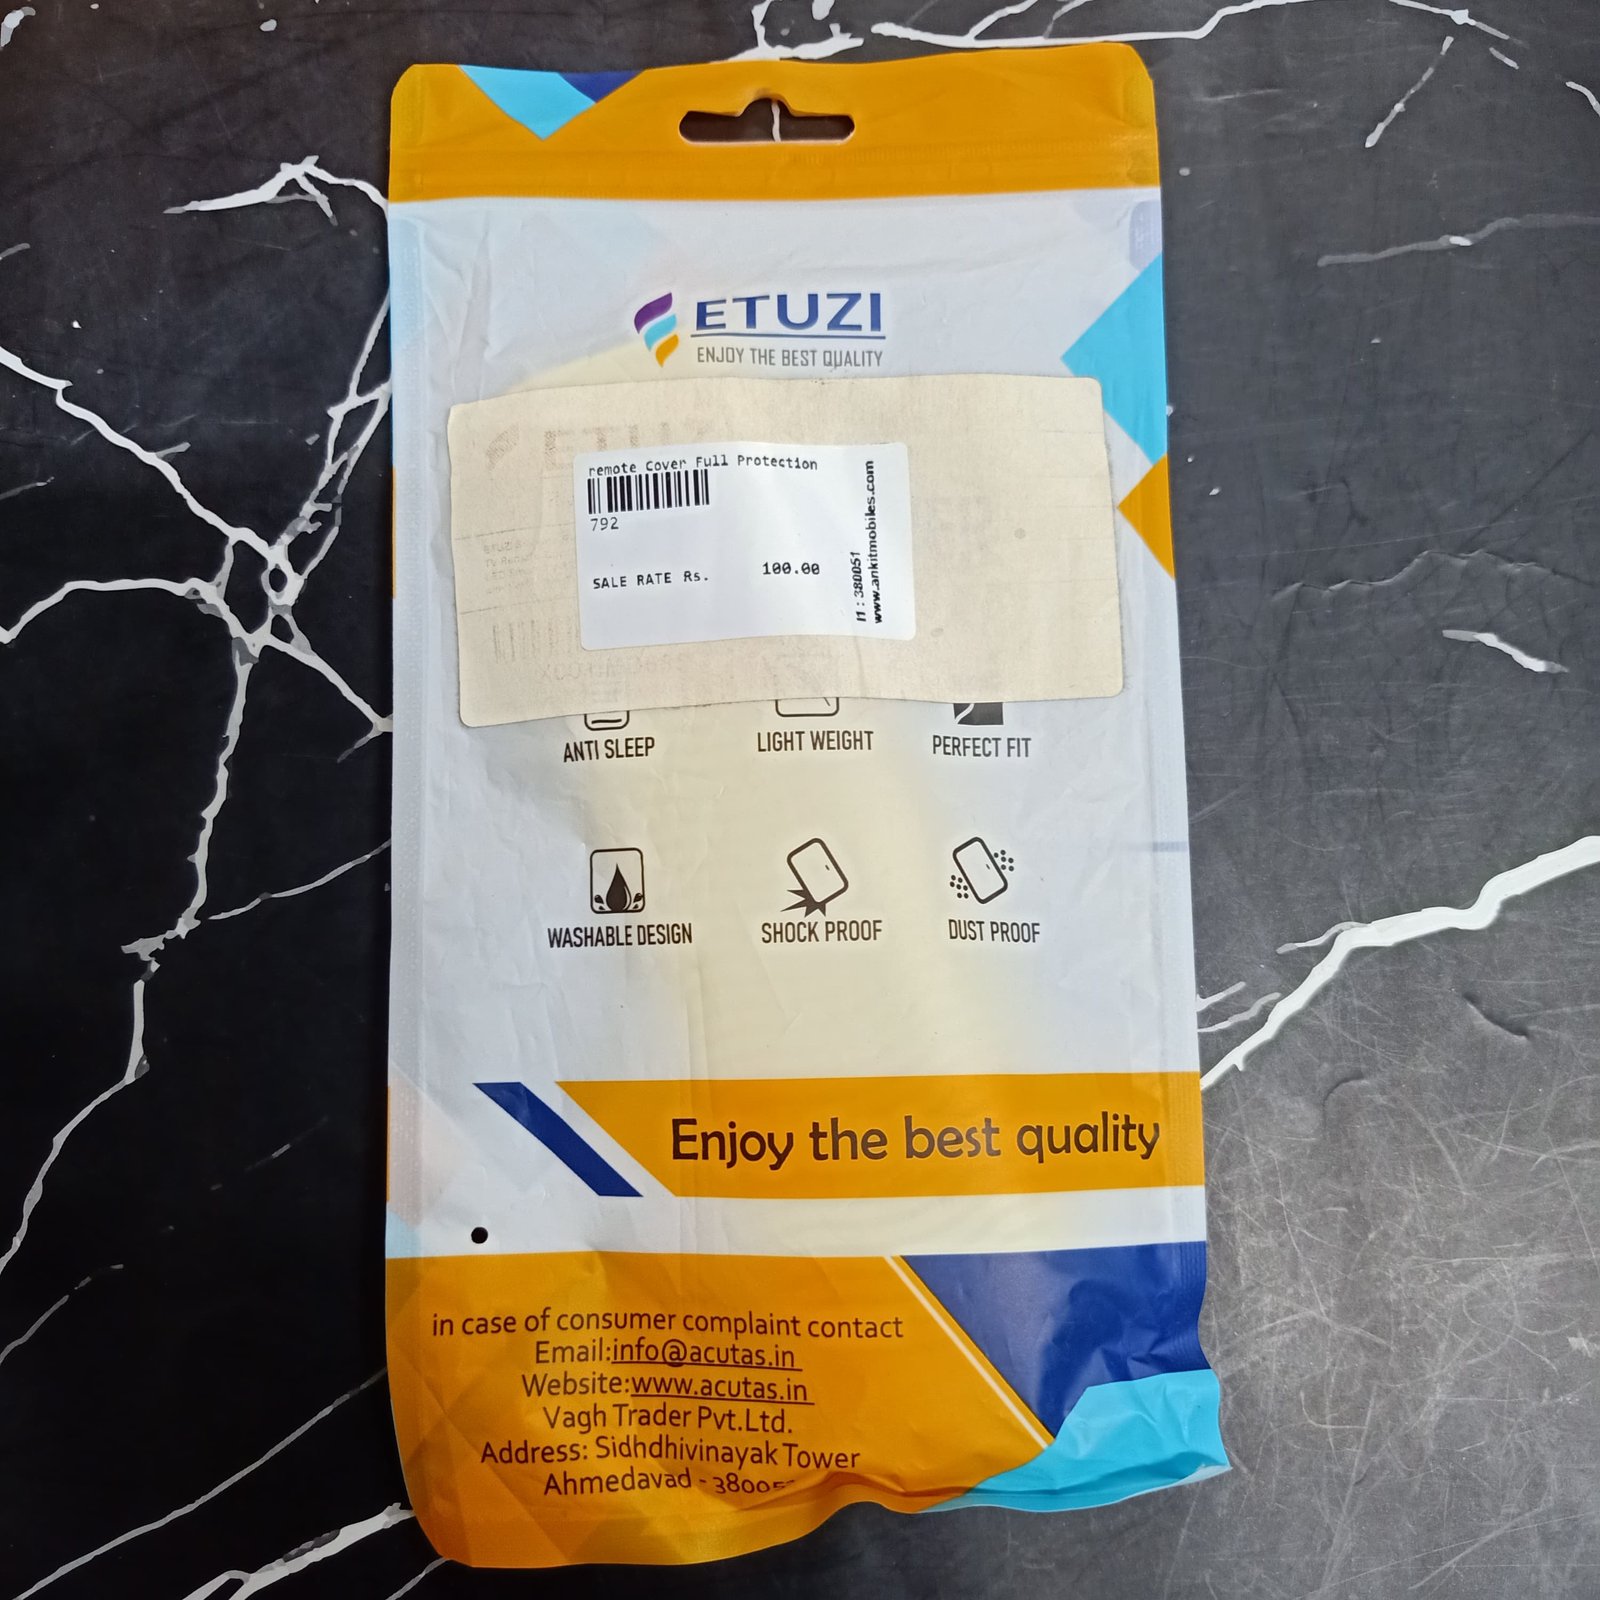 ETUZI
ENJOY THE BEST QUALITY
remote Cover Full Protection
792
SALE RATE Rs. 100.00
www.ankitmobiles.com
ANTI SLEEP
LIGHT WEIGHT
PERFECT FIT
WASHABLE DESIGN
SHOCK PROOF
DUST PROOF
Enjoy the best quality
in case of consumer complaint contact
Email:info@acutas.in
Website:www.acutas.in
Vagh Trader Pvt.Ltd.
Address: Sidhdhivinayak Tower
Ahmedavad -